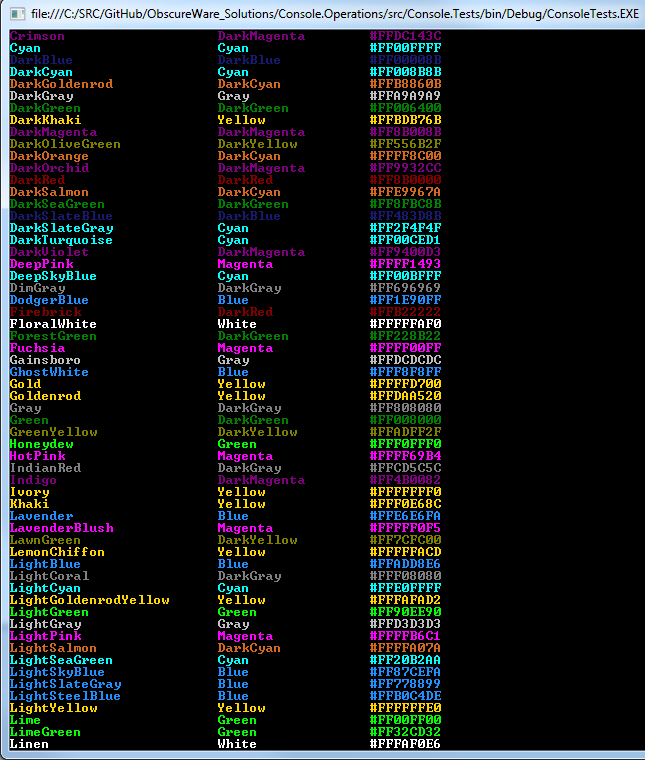 file:///C:/SRC/GitHub/ObscureWare_Solutions/Console.Operations/src/Console.Tests/bin/Debug/ConsoleTests.EXE
Crimson DarkMagenta #FFDC143C
Cyan Cyan #FF00FFFF
DarkBlue DarkBlue #FF00008B
DarkCyan Cyan #FF008B8B
DarkGoldenrod DarkCyan #FFB8860B
DarkGray Gray #FFA9A9A9
DarkGreen DarkGreen #FF006400
DarkKhaki Yellow #FFBDB76B
DarkMagenta DarkMagenta #FF8B008B
DarkOliveGreen DarkYellow #FF556B2F
DarkOrange DarkCyan #FFFF8C00
DarkOrchid DarkMagenta #FF9932CC
DarkRed DarkRed #FF8B0000
DarkSalmon DarkCyan #FFE9967A
DarkSeaGreen DarkGreen #FF8FBC8B
DarkSlateBlue DarkBlue #FF483D8B
DarkSlateGray Cyan #FF2F4F4F
DarkTurquoise Cyan #FF00CED1
DarkViolet DarkMagenta #FF9400D3
DeepPink Magenta #FFFF1493
DeepSkyBlue Cyan #FF00BFFF
DimGray DarkGray #FF696969
DodgerBlue Blue #FF1E90FF
Firebrick DarkRed #FFB22222
FloralWhite White #FFFFFAF0
ForestGreen DarkGreen #FF228B22
Fuchsia Magenta #FFFF00FF
Gainsboro Gray #FFDCDCDC
GhostWhite Blue #FFF8F8FF
Gold Yellow #FFFFD700
Goldenrod Yellow #FFDAA520
Gray DarkGray #FF808080
Green DarkGreen #FF008000
GreenYellow DarkYellow #FFADFF2F
Honeydew Green #FFF0FFF0
HotPink Magenta #FFFF69B4
IndianRed DarkGray #FFCD5C5C
Indigo DarkMagenta #FF4B0082
Ivory Yellow #FFFFFFF0
Khaki Yellow #FFF0E68C
Lavender Blue #FFE6E6FA
LavenderBlush Magenta #FFFFF0F5
LawnGreen DarkYellow #FF7CFC00
LemonChiffon Yellow #FFFFFACD
LightBlue Blue #FFADD8E6
LightCoral DarkGray #FFF08080
LightCyan Cyan #FFE0FFFF
LightGoldenrodYellow Yellow #FFFAFAD2
LightGreen Green #FF90EE90
LightGray Gray #FFD3D3D3
LightPink Magenta #FFFFB6C1
LightSalmon DarkCyan #FFFFA07A
LightSeaGreen Cyan #FF20B2AA
LightSkyBlue Blue #FF87CEFA
LightSlateGray Blue #FF778899
LightSteelBlue Blue #FFB0C4DE
LightYellow Yellow #FFFFFFE0
Lime Green #FF00FF00
LimeGreen Green #FF32CD32
Linen White #FFFAF0E6